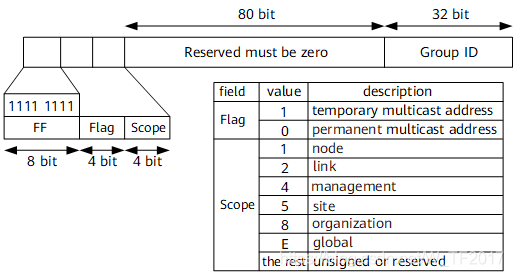 80 bit
32 bit
Reserved must be zero
Group ID
1111 1111
FF
Flag
Scope
8 bit
4 bit
4 bit
field
value
description
Flag
1
temporary multicast address
0
permanent multicast address
Scope
1
node
2
link
4
management
5
site
8
organization
E
global
the rest unsigned or reserved